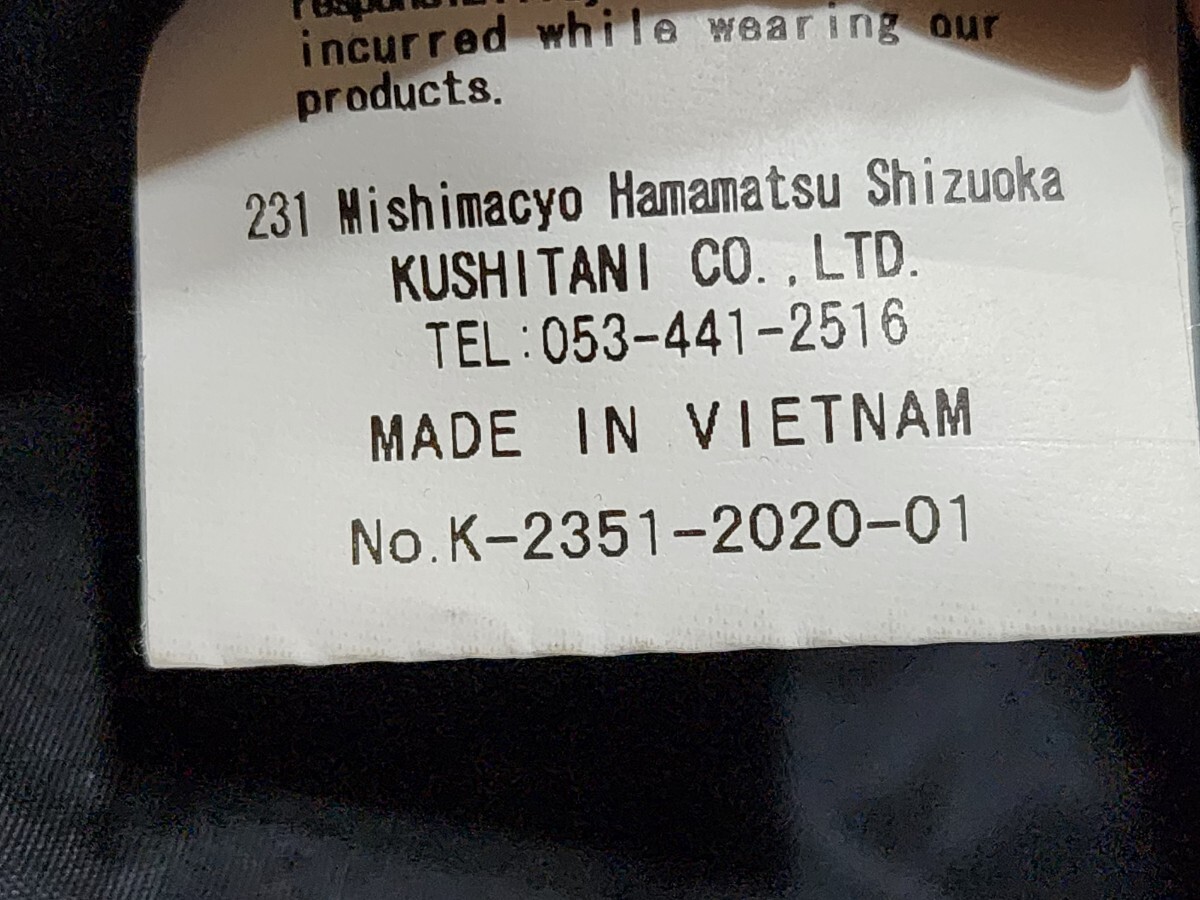 incurred while wearing our
products.
231 Mishimacyo Hamamatsu Shizuoka
KUSHITANI CO.,LTD.
TEL:053-441-2516
MADE IN VIETNAM
No.K-2351-2020-01